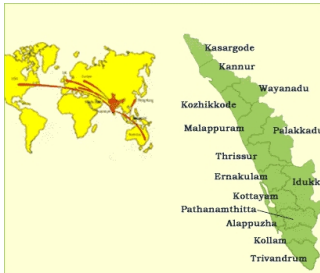 Kasargode
Kannur
Wayanadu
Kozhikkode
Malappuram
Palakkadu
Thrissur
Ernakulam
Idukk
Kottayam
Pathanamthitta
Alappuzha
Kollam
Trivandrum